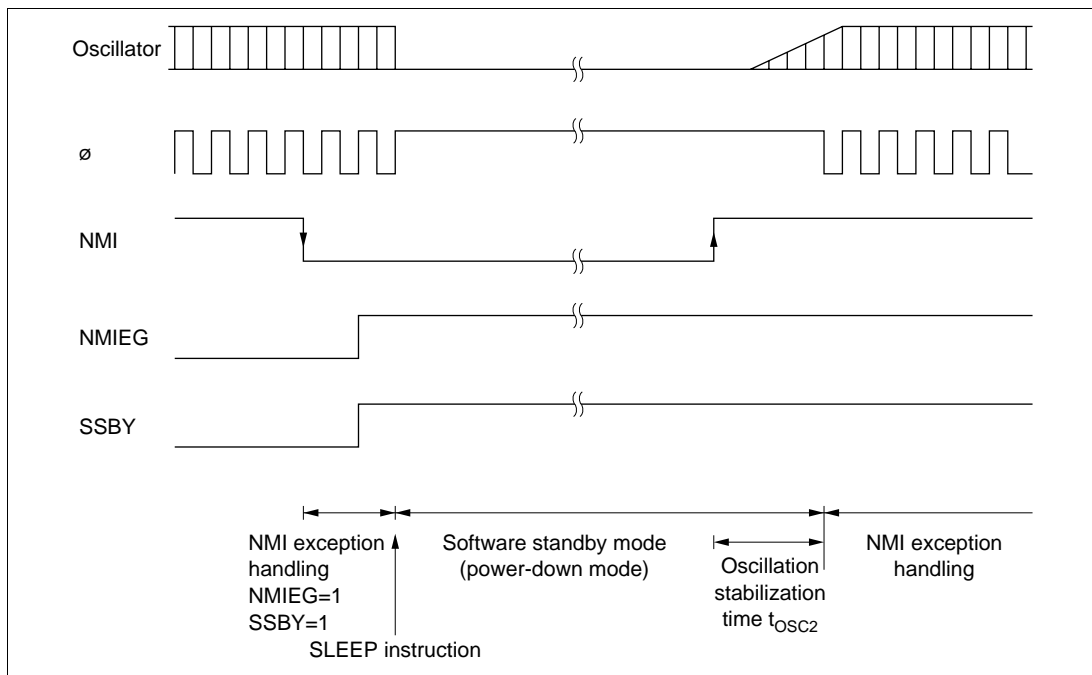 Oscillator
ø
NMI
NMIEG
SSBY
NMI exception
handling
NMIEG=1
SSBY=1
SLEEP instruction
Software standby mode
(power-down mode)
Oscillation
stabilization
time tOSC2
NMI exception
handling